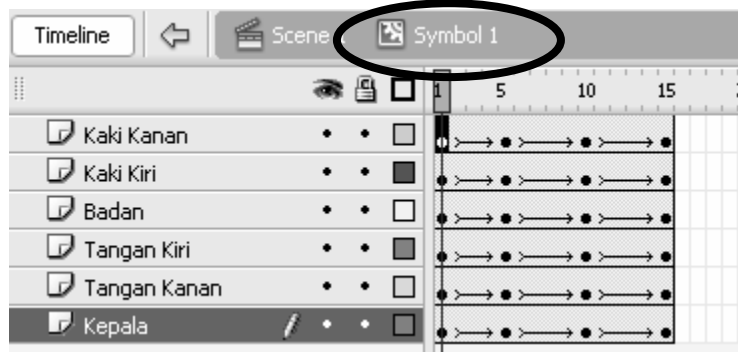 Timeline Scene Symbol 1
1 5 10 15
Kaki Kanan
Kaki Kiri
Badan
Tangan Kiri
Tangan Kanan
Kepala